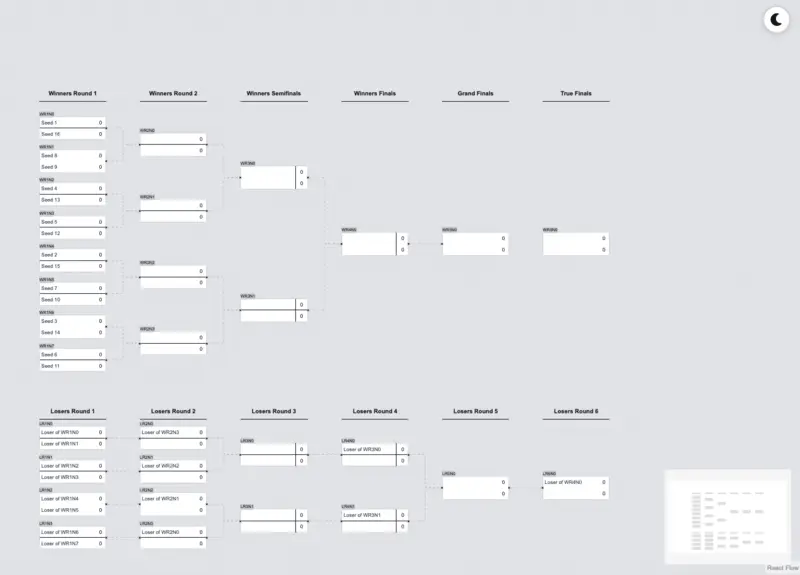 Winners Round 1
Winners Round 2
Winners Semifinals
Winners Finals
Grand Finals
True Finals
WR1N0
Seed 1 0
Seed 16 0
WR1N1
Seed 8 0
Seed 9 0
WR1N2
Seed 4 0
Seed 13 0
WR1N3
Seed 5 0
Seed 12 0
WR1N4
Seed 2 0
Seed 15 0
WR1N5
Seed 7 0
Seed 10 0
WR1N6
Seed 3 0
Seed 14 0
WR1N7
Seed 6 0
Seed 11 0
WR2N0
0
0
WR2N1
0
0
WR2N2
0
0
WR2N3
0
0
WR3N0
0
0
WR3N1
0
0
WR4N0
0
0
WR5N0
0
0
0
0
Losers Round 1
Losers Round 2
Losers Round 3
Losers Round 4
Losers Round 5
Losers Round 6
LR1N0
Loser of WR1N0 0
Loser of WR1N1 0
LR1N1
Loser of WR1N2 0
Loser of WR1N3 0
LR1N2
Loser of WR1N4 0
Loser of WR1N5 0
LR1N3
Loser of WR1N6 0
Loser of WR1N7 0
Loser of WR2N3 0
0
LR2N1
Loser of WR2N2 0
0
LR2N2
Loser of WR2N1 0
0
Loser of WR2N0 0
0
LR3N0
0
0
LR3N1
0
0
LR4N0
Loser of WR3N0 0
0
LR4N1
Loser of WR3N1 0
0
LR5N0
0
0
LR6N0
Loser of WR4N0 0
0
React Flow